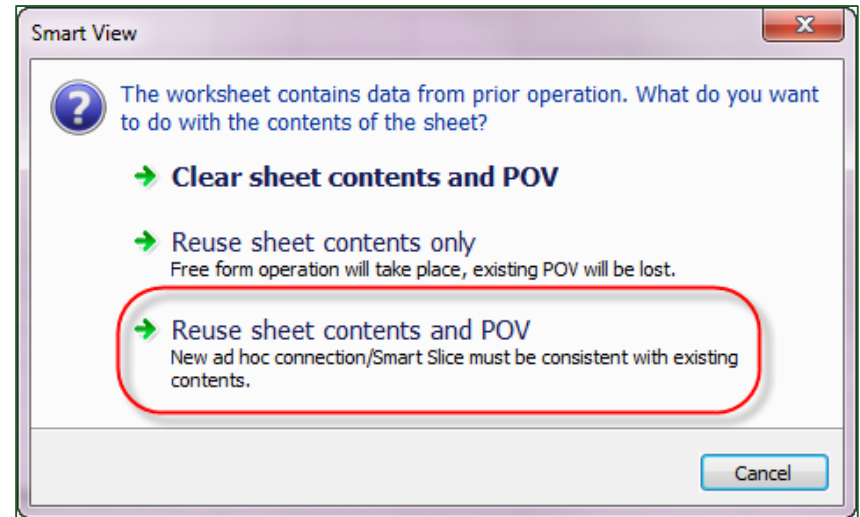 Smart View
The worksheet contains data from prior operation. What do you want
to do with the contents of the sheet?
Clear sheet contents and POV
Reuse sheet contents only
Free form operation will take place, existing POV will be lost.
Reuse sheet contents and POV
New ad hoc connection/Smart Slice must be consistent with existing
contents.
Cancel